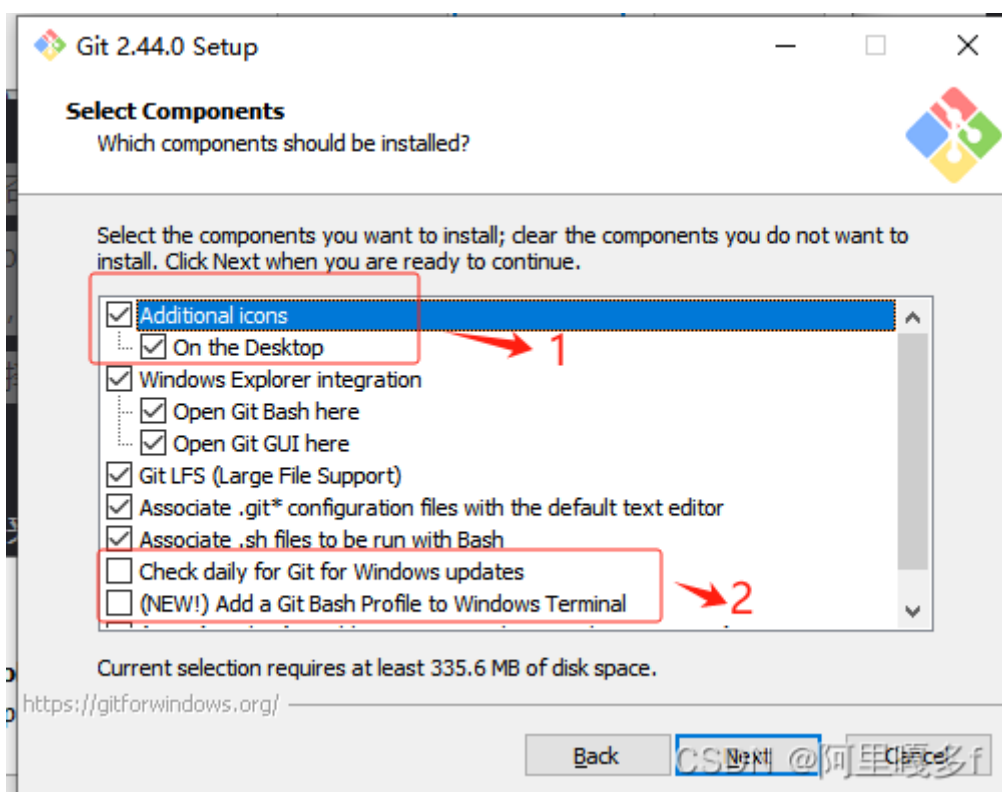 Git 2.44.0 Setup
Select Components
Which components should be installed?
Select the components you want to install; clear the components you do not want to
install. Click Next when you are ready to continue.
Additional icons
On the Desktop
1
Windows Explorer integration
Open Git Bash here
Open Git GUI here
Git LFS (Large File Support)
Associate .git* configuration files with the default text editor
Associate .sh files to be run with Bash
Check daily for Git for Windows updates
(NEW!) Add a Git Bash Profile to Windows Terminal
2
Current selection requires at least 335.6 MB of disk space.
https://gitforwindows.org/
Back Next Cancel
CSDN @阿里嘎多f